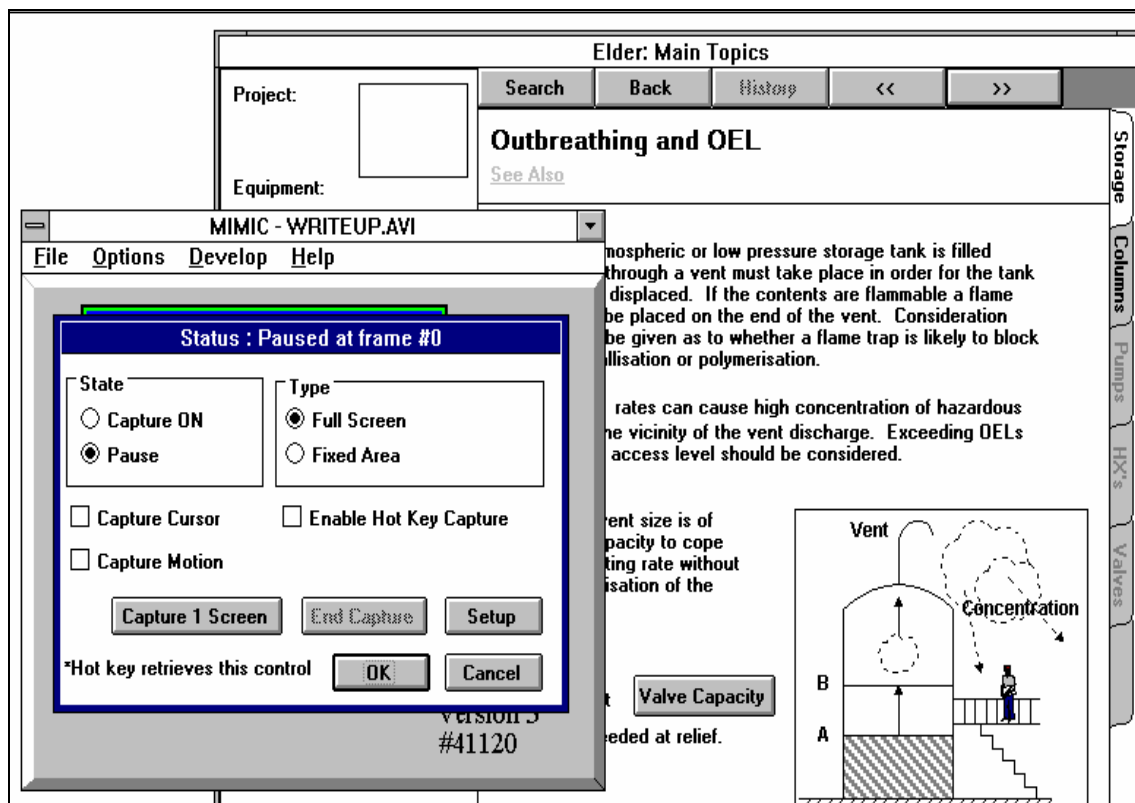 Elder: Main Topics
Project:
Equipment:
Search
Back
History
<<
>>
Outbreathing and OEL
See Also
Storage
Columns
Pumps
HX's
Valves
mospheric or low pressure storage tank is filled
through a vent must take place in order for the tank
displaced. If the contents are flammable a flame
be placed on the end of the vent. Consideration
be given as to whether a flame trap is likely to block
llisation or polymerisation.
rates can cause high concentration of hazardous
ne vicinity of the vent discharge. Exceeding OELs
access level should be considered.
vent size is of
pacity to cope
ting rate without
isation of the
Valve Capacity
eeded at relief.
Vent
Concentration
B
A
MIMIC - WRITEUP.AVI
File Options Develop Help
Status : Paused at frame #0
State
Capture ON
Pause
Type
Full Screen
Fixed Area
Capture Cursor
Enable Hot Key Capture
Capture Motion
Capture 1 Screen
End Capture
Setup
*Hot key retrieves this control
OK
Cancel
Version 3
#41120